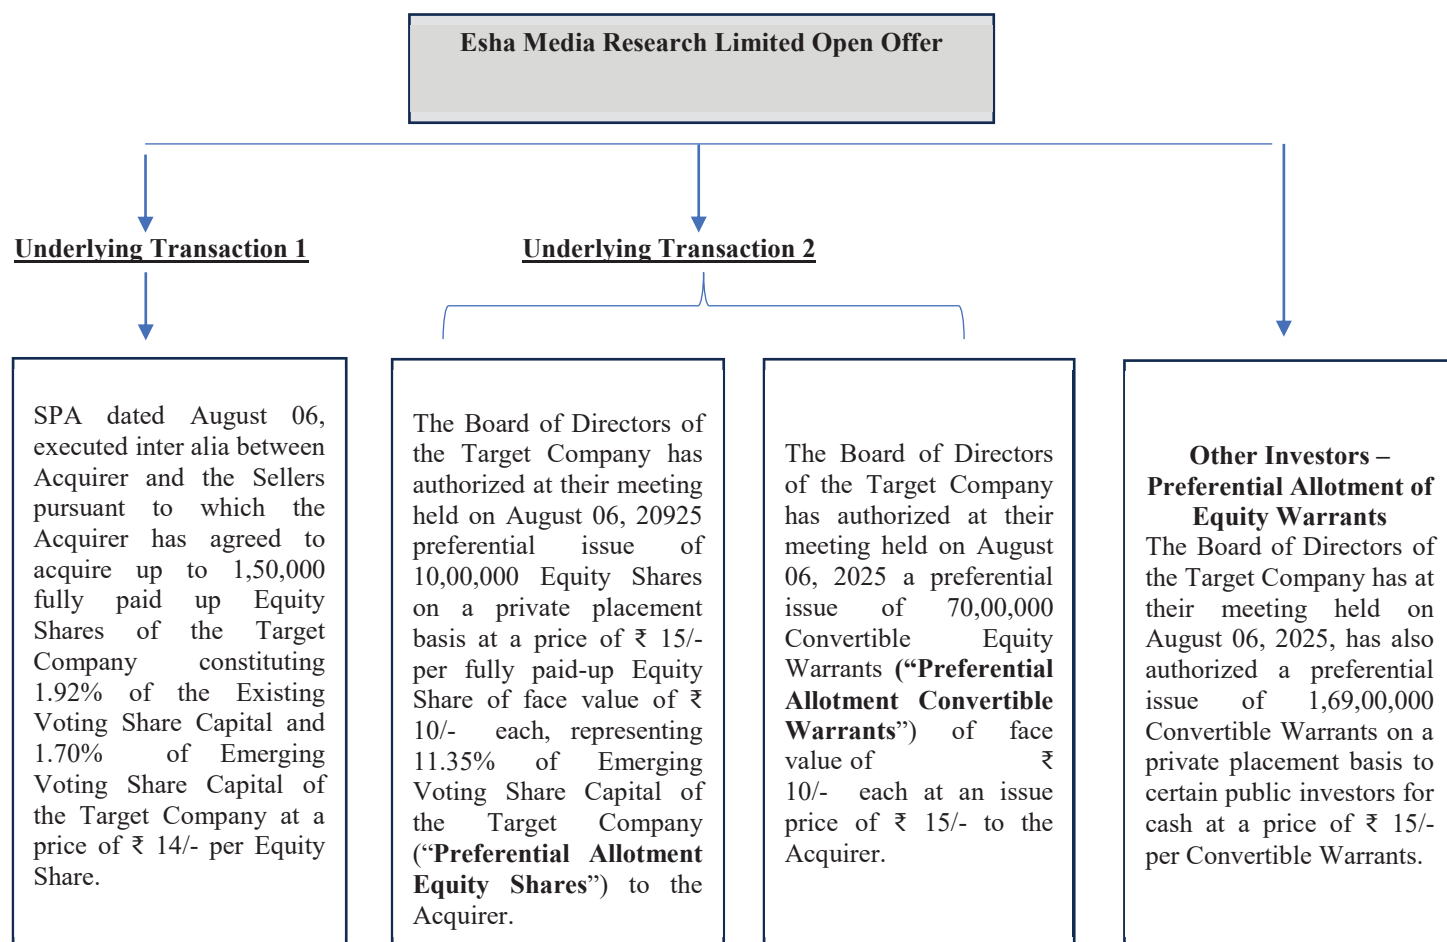 Esha Media Research Limited Open Offer
Underlying Transaction 1
Underlying Transaction 2
SPA dated August 06,
executed inter alia between
Acquirer and the Sellers
pursuant to which the
Acquirer has agreed to
acquire up to 1,50,000
fully paid up Equity
Shares of the Target
Company constituting
1.92% of the Existing
Voting Share Capital and
1.70% of Emerging
Voting Share Capital of
the Target Company at a
price of ₹ 14/- per Equity
Share.
The Board of Directors of
the Target Company has
authorized at their meeting
held on August 06, 20925
preferential issue of
10,00,000 Equity Shares
on a private placement
basis at a price of ₹ 15/-
per fully paid-up Equity
Share of face value of ₹
10/- each, representing
11.35% of Emerging
Voting Share Capital of
the Target Company
(“Preferential Allotment
Equity Shares”) to the
Acquirer.
The Board of Directors
of the Target Company
has authorized at their
meeting held on August
06, 2025 a preferential
issue of 70,00,000
Convertible Equity
Warrants (“Preferential
Allotment Convertible
Warrants”) of face
value of ₹
10/- each at an issue
price of ₹ 15/- to the
Acquirer.
Other Investors –
Preferential Allotment of
Equity Warrants
The Board of Directors of
the Target Company has at
their meeting held on
August 06, 2025, has also
authorized a preferential
issue of 1,69,00,000
Convertible Warrants on a
private placement basis to
certain public investors for
cash at a price of ₹ 15/-
per Convertible Warrants.